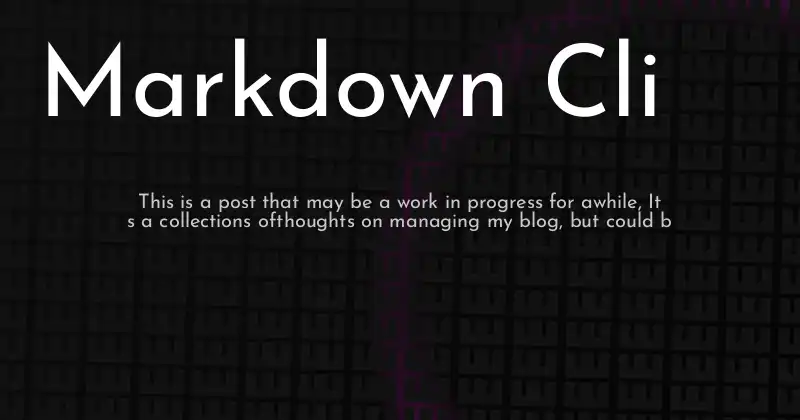 Markdown Cli
This is a post that may be a work in progress for awhile, It
s a collections ofthoughts on managing my blog, but could b